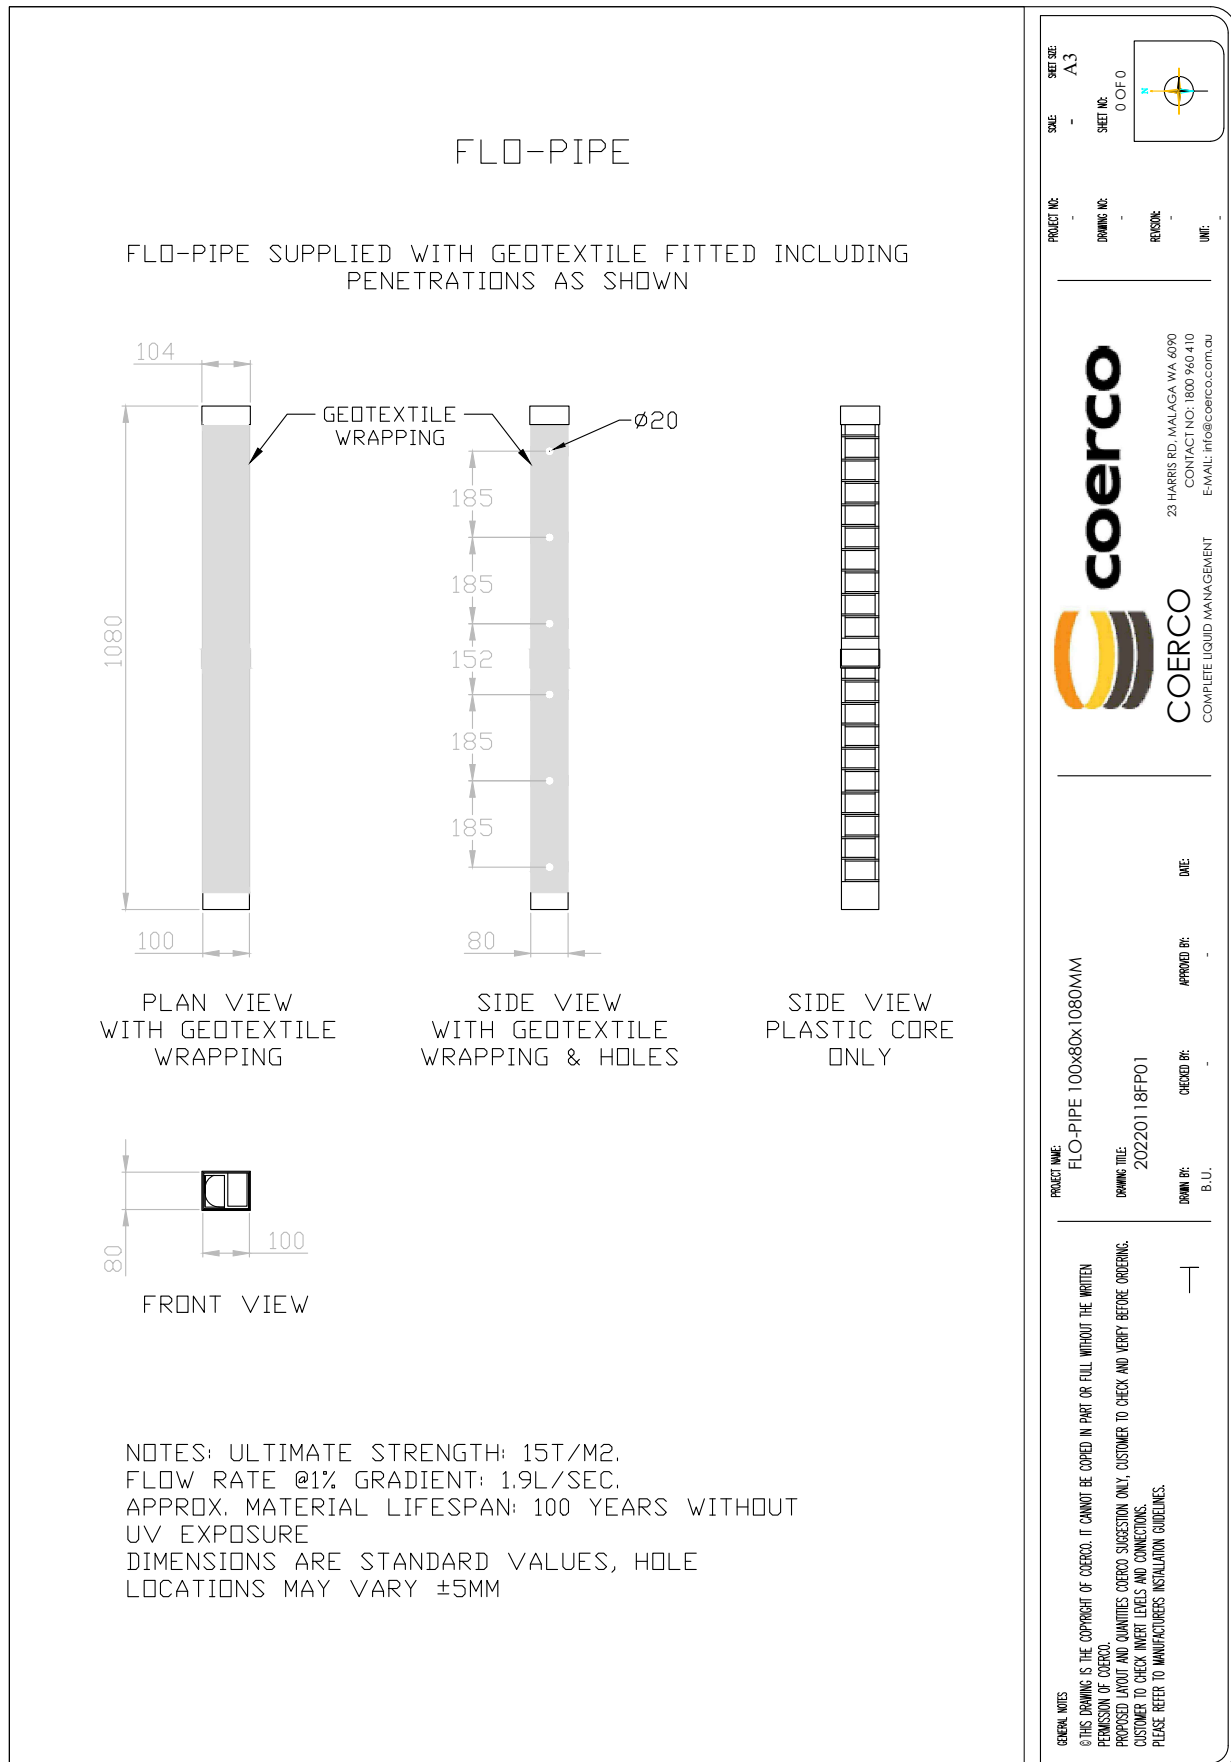 FLO-PIPE
FLO-PIPE SUPPLIED WITH GEOTEXTILE FITTED INCLUDING
PENETRATIONS AS SHOWN
104
1080
100
GEOTEXTILE
WRAPPING
Ø20
185
185
152
185
185
80
PLAN VIEW
WITH GEOTEXTILE
WRAPPING
SIDE VIEW
WITH GEOTEXTILE
WRAPPING & HOLES
SIDE VIEW
PLASTIC CORE
ONLY
80
100
FRONT VIEW
NOTES: ULTIMATE STRENGTH: 15T/M2.
FLOW RATE @1% GRADIENT: 1.9L/SEC.
APPROX. MATERIAL LIFESPAN: 100 YEARS WITHOUT
UV EXPOSURE
DIMENSIONS ARE STANDARD VALUES, HOLE
LOCATIONS MAY VARY ±5MM
GENERAL NOTES
©THIS DRAWING IS THE COPYRIGHT OF COERCO. IT CANNOT BE COPIED IN PART OR FULL WITHOUT THE WRITTEN
PERMISSION OF COERCO.
PROPOSED LAYOUT AND QUANTITIES COERCO SUGGESTION ONLY, CUSTOMER TO CHECK AND VERIFY BEFORE ORDERING.
CUSTOMER TO CHECK INVERT LEVELS AND CONNECTIONS.
PLEASE REFER TO MANUFACTURERS INSTALLATION GUIDELINES.
PROJECT NAME:
FLO-PIPE 100x80x1080MM
DRAWING TITLE:
20220118FP01
DRAWN BY:
B.U.
CHECKED BY:
-
APPROVED BY:
-
DATE:
coerco
COERCO
COMPLETE LIQUID MANAGEMENT
23 HARRIS RD, MALAGA WA 6090
CONTACT NO: 1800 960 410
E-MAIL: info@coerco.com.au
PROJECT NO:
-
DRAWING NO:
-
REVISION:
-
UNIT:
-
SCALE:
-
SHEET SIZE:
A3
SHEET NO:
0 OF 0
N